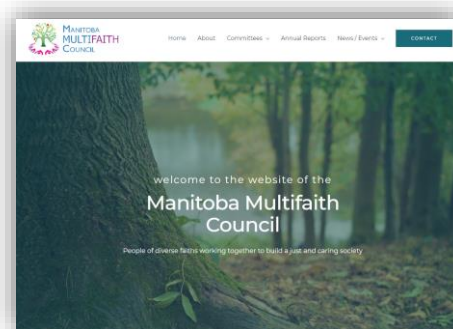 MANITOBA
MULTIFAITH
COUNCIL
Home About Committees Annual Reports News / Events CONTACT
welcome to the website of the
Manitoba Multifaith
Council
People of diverse faiths working together to build a just and caring society